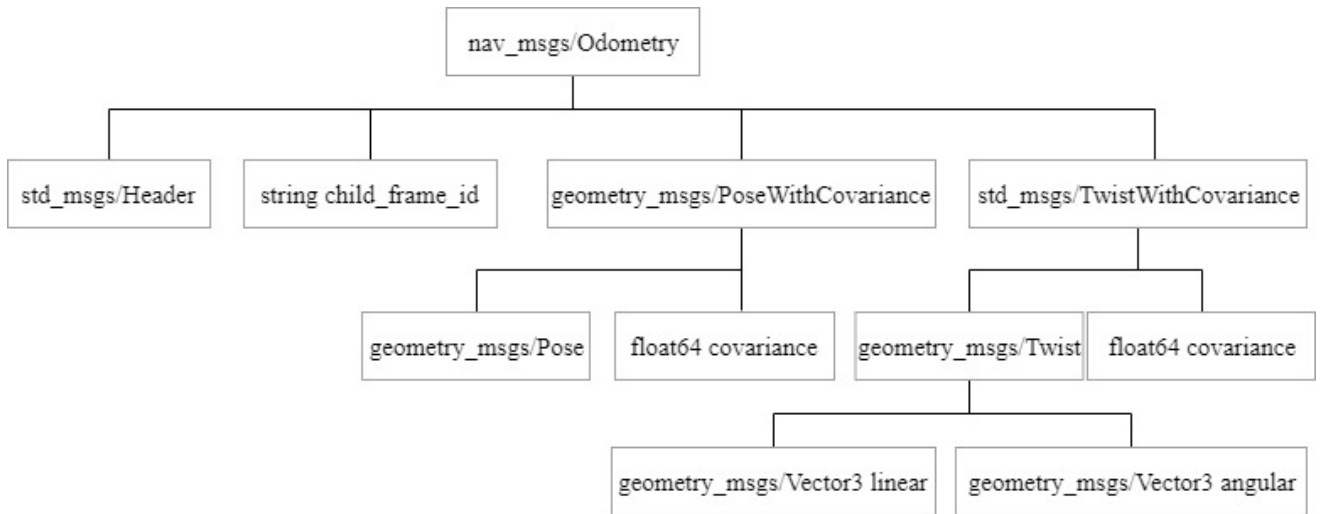 nav_msgs/Odometry
std_msgs/Header
string child_frame_id
geometry_msgs/PoseWithCovariance
std_msgs/TwistWithCovariance
geometry_msgs/Pose
float64 covariance
geometry_msgs/Twist
float64 covariance
geometry_msgs/Vector3 linear
geometry_msgs/Vector3 angular